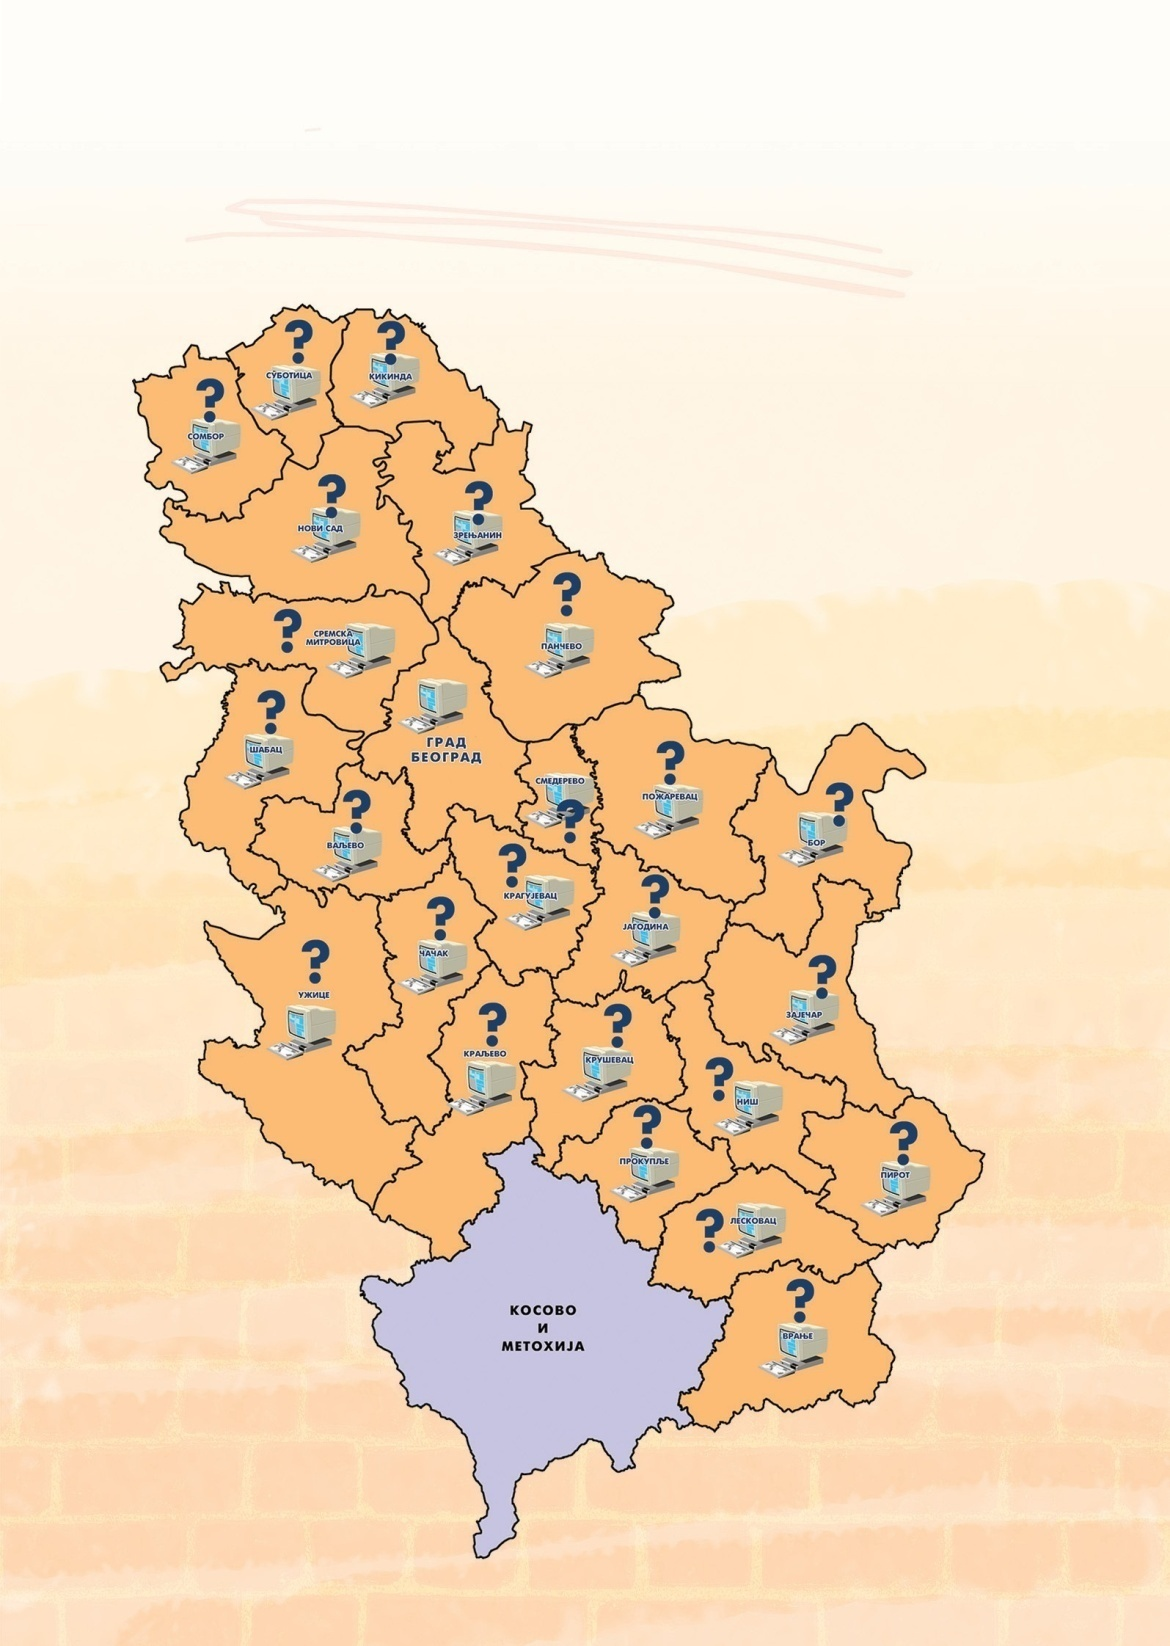 СУБОТИЦА
КИКИНДА
СОМБОР
НОВИ САД
ЗРЕЊАНИН
СРЕМСКА
МИТРОВИЦА
ПАНЧЕВО
ШАБАЦ
ГРАД
БЕОГРАД
СМЕДЕРЕВО
ПОЖАРЕВАЦ
БОР
ВАЉЕВО
КРАГУЈЕВАЦ
ЈАГОДИНА
ЧАЧАК
УЖИЦЕ
ЗАЈЕЧАР
КРАЉЕВО
КРУШЕВАЦ
НИШ
ПРОКУПЉЕ
ПИРОТ
ЛЕСКОВАЦ
КОСОВО
И
МЕТОХИЈА
ВРАЊЕ